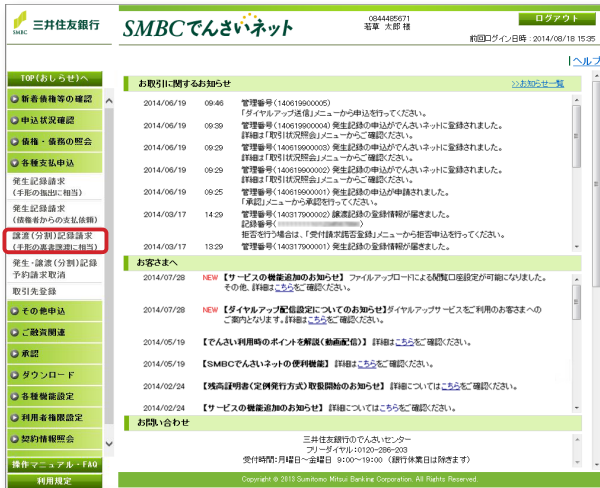 SMBC 三井住友銀行
SMBCでんさいネット
0844485671
若草 太郎 様
ログアウト
前回ログイン日時：2014/08/18 15:35
ヘルプ
TOP(おしらせ)へ
新着債権等の確認
申込状況確認
債権・債務の照会
各種支払申込
発生記録請求
(手形の振出に相当)
発生記録請求
(債権者からの支払依頼)
譲渡(分割)記録請求
(手形の裏書譲渡に相当)
発生・譲渡(分割)記録
予約請求取消
取引先登録
その他申込
ご融資関連
承認
ダウンロード
各種機能設定
利用者権限設定
契約情報照会
操作マニュアル・FAQ
利用規定
お取引に関するお知らせ
>>お知らせ一覧
2014/06/19 09:46 管理番号(140619900005)
「ダイヤルアップ送信」メニューから申込を行ってください。
2014/06/19 09:39 管理番号(140619900004) 発生記録の申込がでんさいネットに登録されました。
詳細は「取引状況照会」メニューからご確認ください。
2014/06/19 09:29 管理番号(140619900003) 発生記録の申込がでんさいネットに登録されました。
詳細は「取引状況照会」メニューからご確認ください。
2014/06/19 09:29 管理番号(140619900002) 発生記録の申込がでんさいネットに登録されました。
詳細は「取引状況照会」メニューからご確認ください。
2014/06/19 09:25 管理番号(140619900001) 発生記録の申込が申請されました。
「承認」メニューから承認を行ってください。
2014/03/17 14:29 管理番号(140317900002) 譲渡記録の登録情報が届きました。
記録番号(
拒否を行う場合は、「受付請求諾否登録」メニューから拒否申込を行ってください。
2014/03/17 13:29 管理番号(140317900001) 発生記録の登録情報が届きました。
お客さまへ
2014/07/28 NEW 【サービスの機能追加のお知らせ】 ファイルアップロードによる閲覧口座設定が可能になりました。
その他、詳細はこちらをご確認ください。
2014/07/28 NEW 【ダイヤルアップ配信設定についてのお知らせ】ダイヤルアップサービスをご利用のお客さまへの
ご案内となります。詳細はこちらをご確認ください。
2014/05/19 【でんさい利用時のポイントを解説(動画配信)】 詳細はこちらをご確認ください。
2014/05/19 【SMBCでんさいネットの便利機能】 詳細はこちらをご確認ください。
2014/02/24 【残高証明書(定例発行方式)取扱開始のお知らせ】 詳細についてはこちらをご確認ください。
2014/02/24 【サービスの機能追加のお知らせ】 詳細についてはこちらをご確認ください。
お問い合わせ
三井住友銀行のでんさいセンター
フリーダイヤル：0120-286-203
受付時間：月曜日～金曜日 9：00～19：00 (銀行休業日は除きます)
Copyright © 2013 Sumitomo Mitsui Banking Corporation. All Rights Reserved.